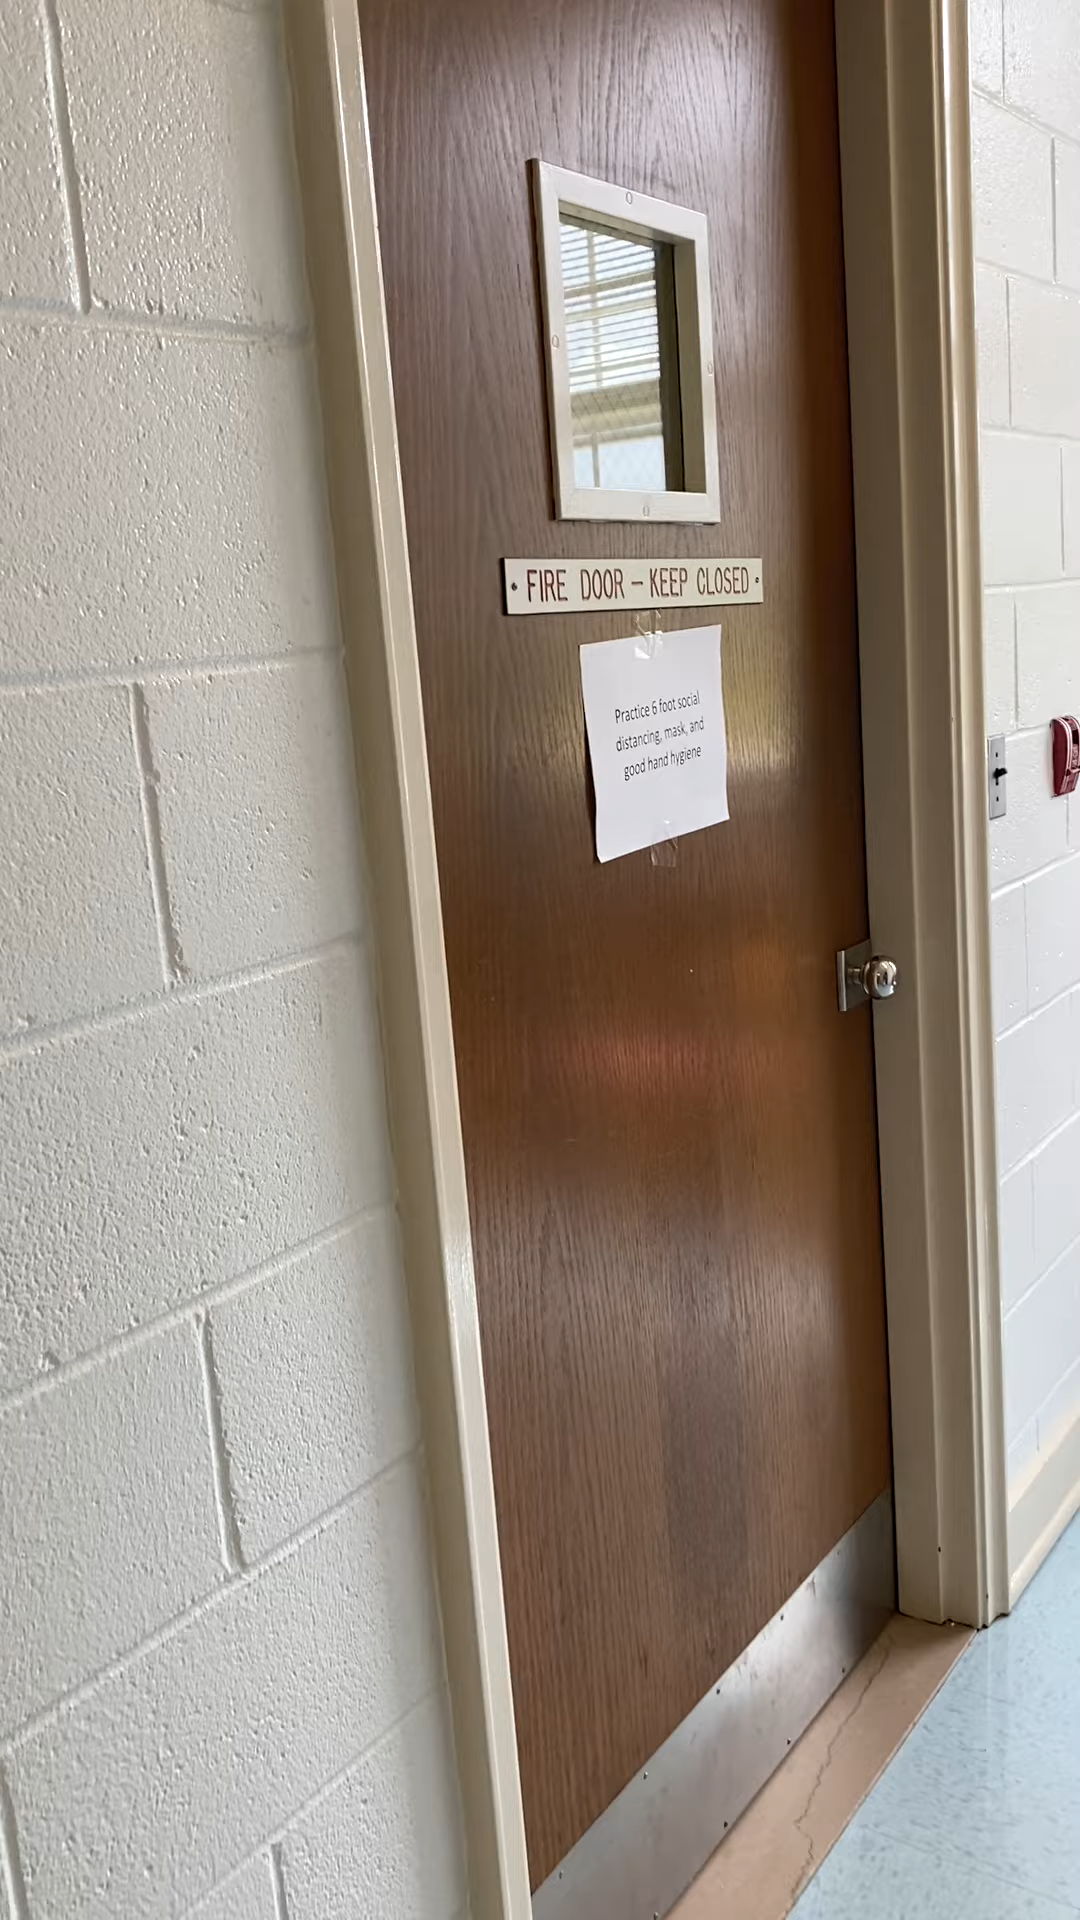 FIRE DOOR – KEEP CLOSED
Practice 6 foot social
distancing, mask, and
good hand hygiene